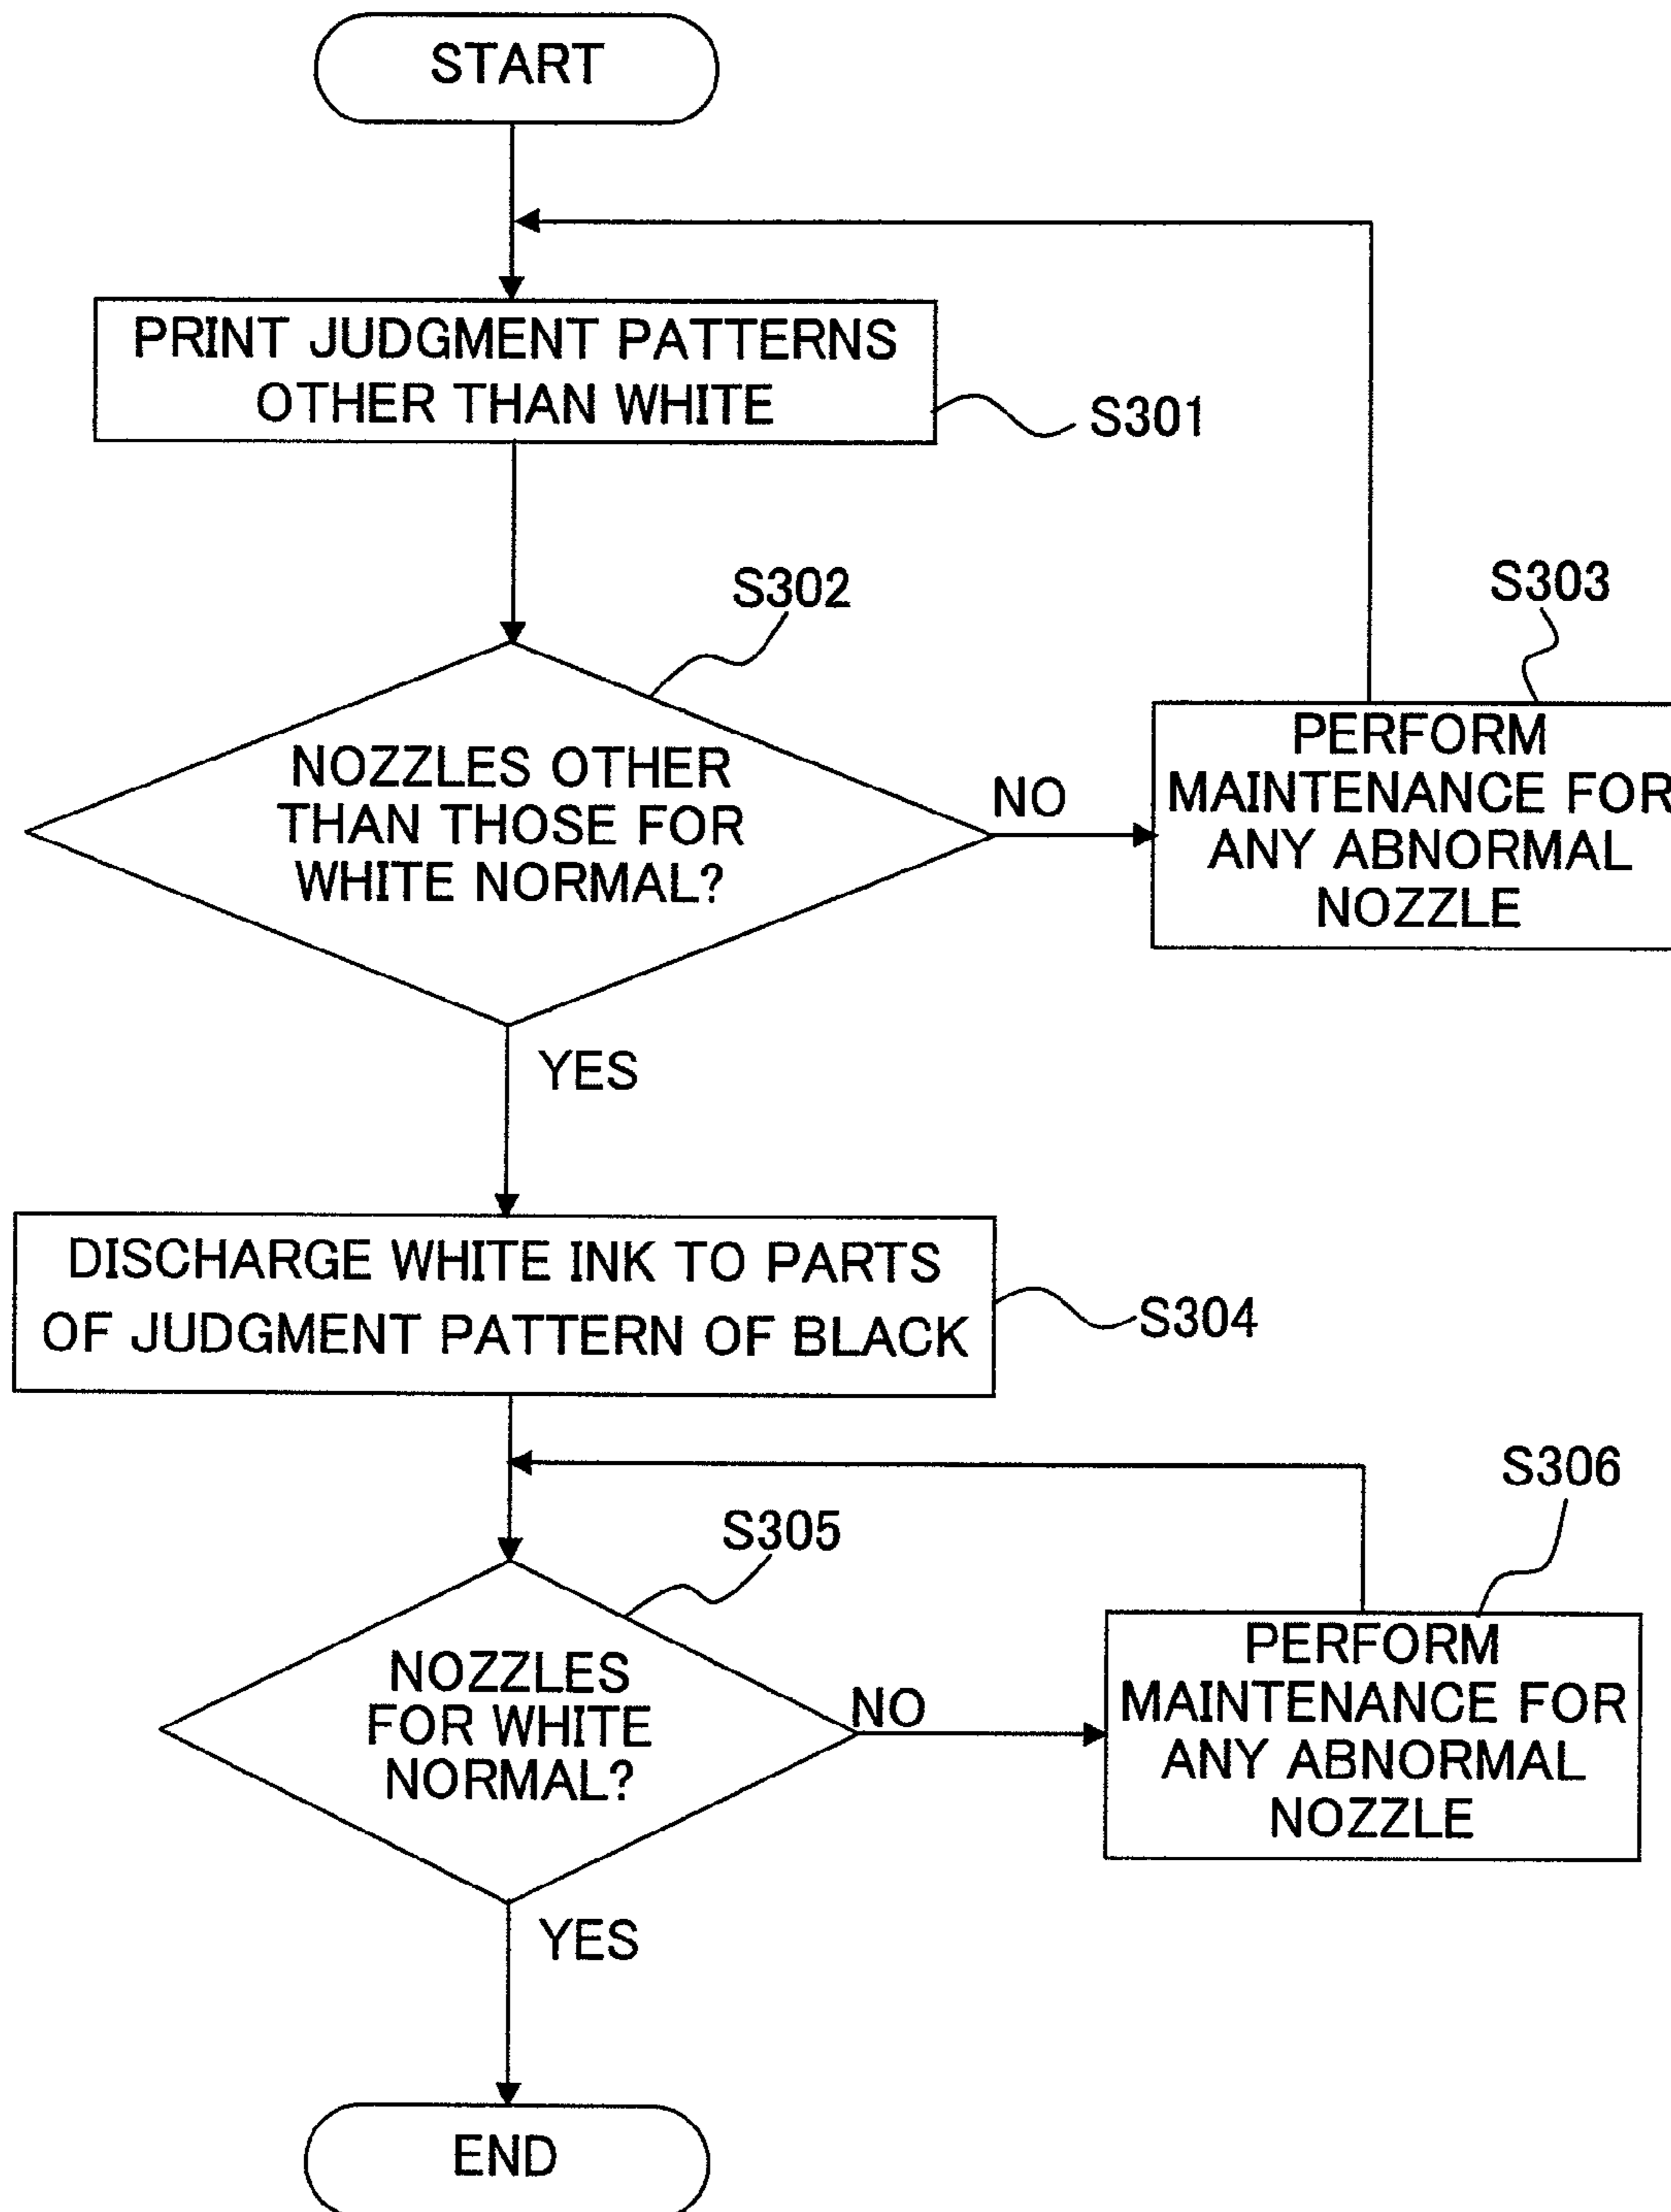 START
PRINT JUDGMENT PATTERNS
OTHER THAN WHITE
S301
S302
NOZZLES OTHER
THAN THOSE FOR
WHITE NORMAL?
NO
S303
PERFORM
MAINTENANCE FOR
ANY ABNORMAL
NOZZLE
YES
DISCHARGE WHITE INK TO PARTS
OF JUDGMENT PATTERN OF BLACK
S304
S305
NOZZLES
FOR WHITE
NORMAL?
NO
S306
PERFORM
MAINTENANCE FOR
ANY ABNORMAL
NOZZLE
YES
END